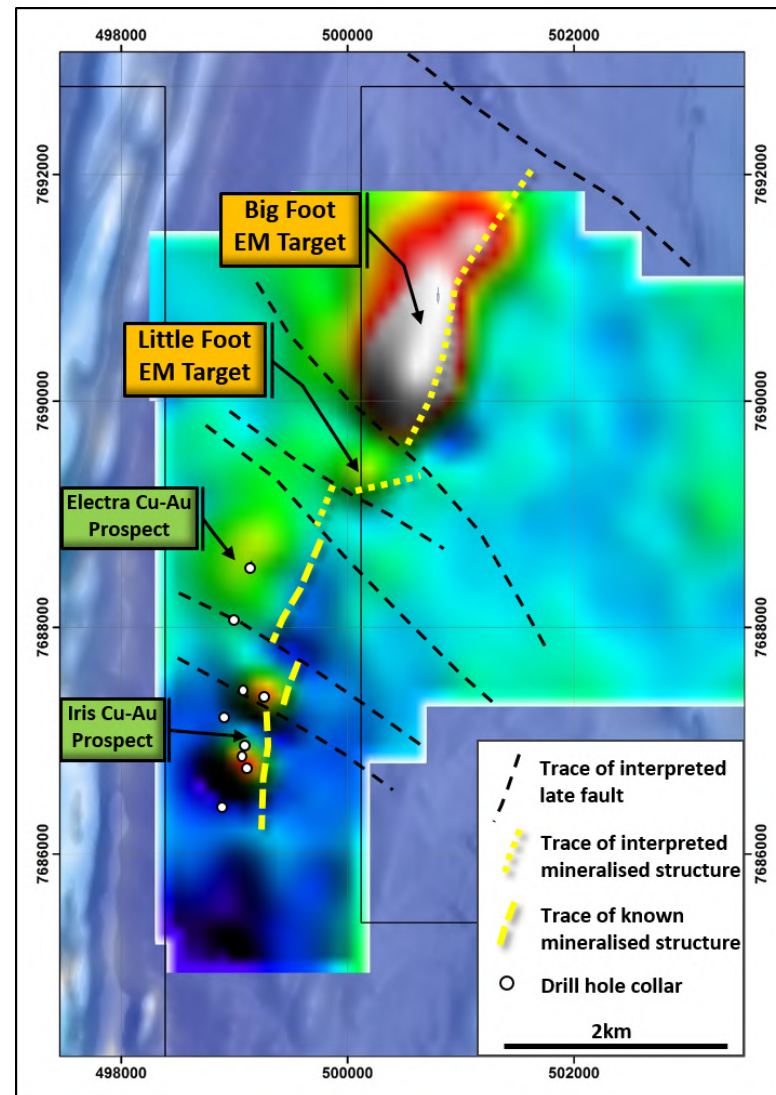 498000
500000
502000
7692000
7692000
Big Foot
EM Target
Little Foot
EM Target
7690000
7690000
Electra Cu-Au
Prospect
7688000
7688000
Iris Cu-Au
Prospect
7686000
7686000
Trace of interpreted
late fault
Trace of interpreted
mineralised structure
Trace of known
mineralised structure
Drill hole collar
2km
498000
500000
502000